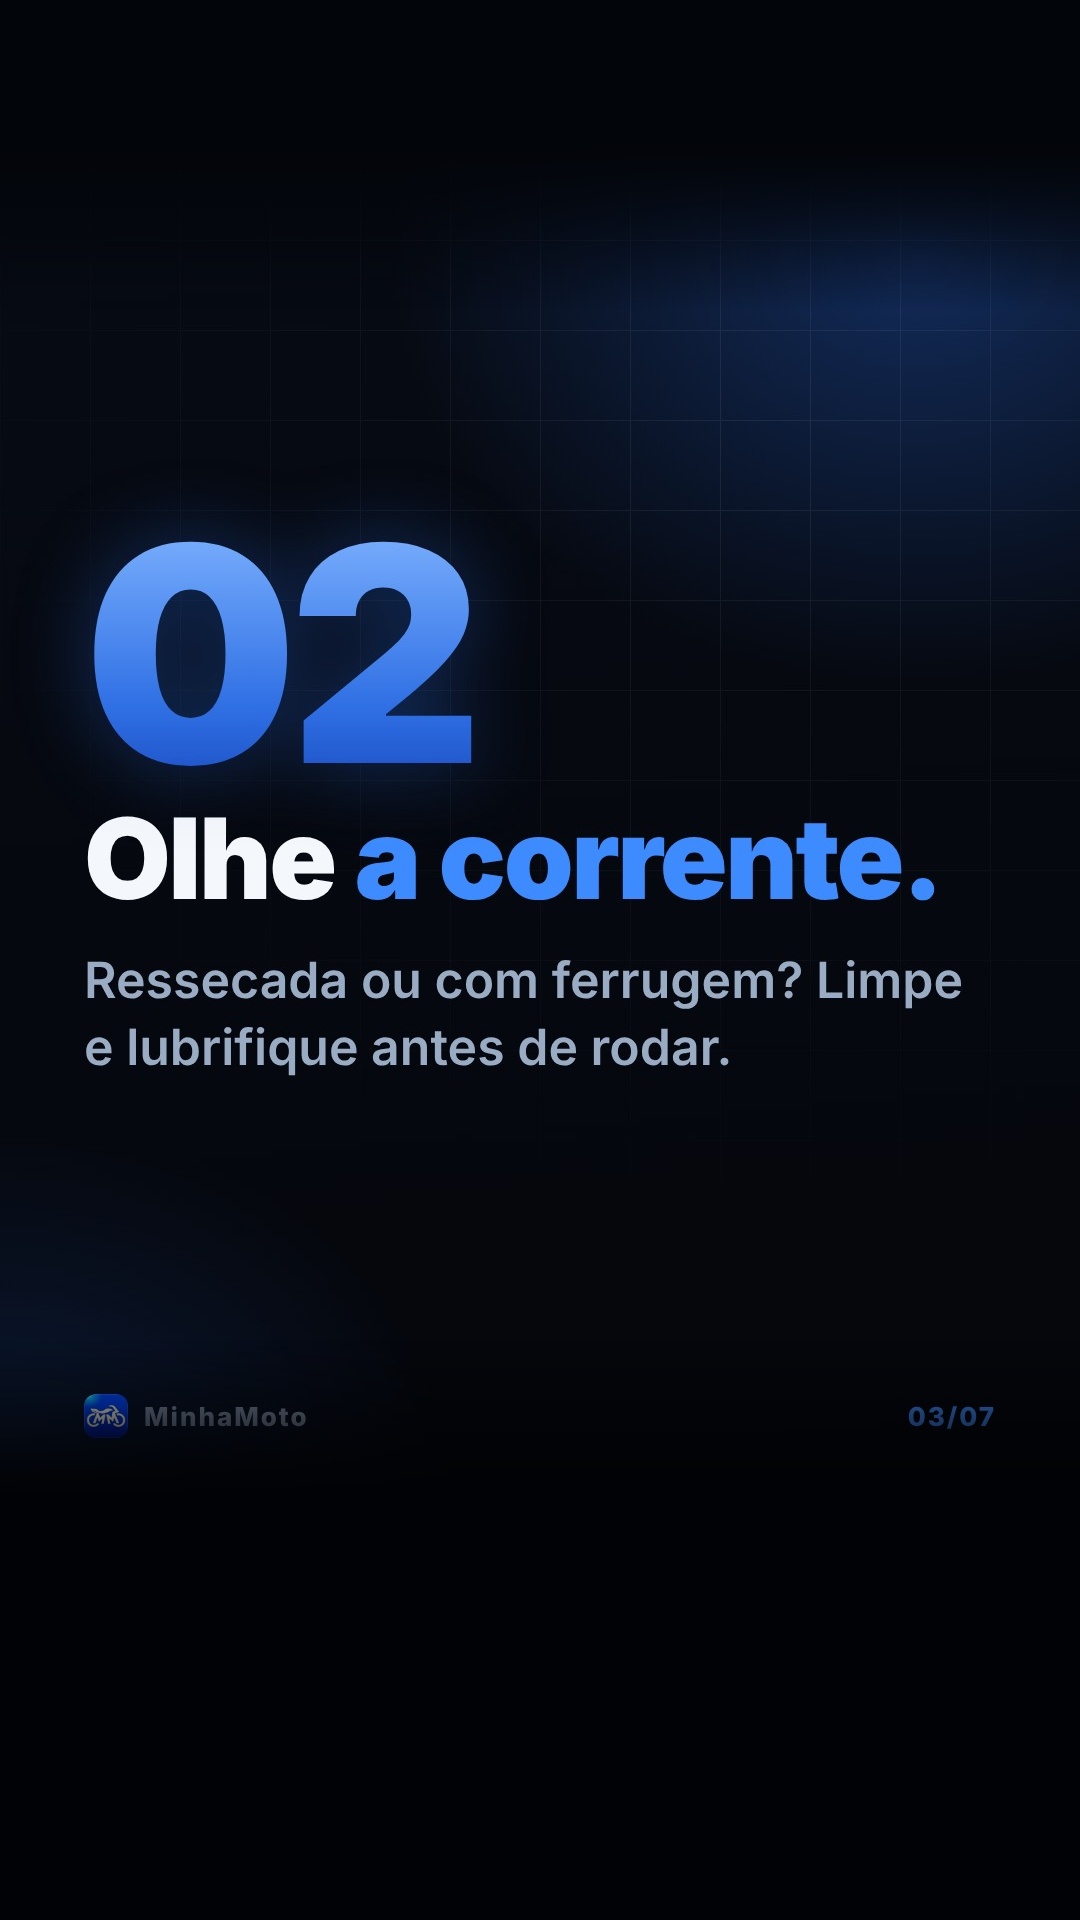 02
Olhe a corrente.
Ressecada ou com ferrugem? Limpe
e lubrifique antes de rodar.
MinhaMoto
03/07